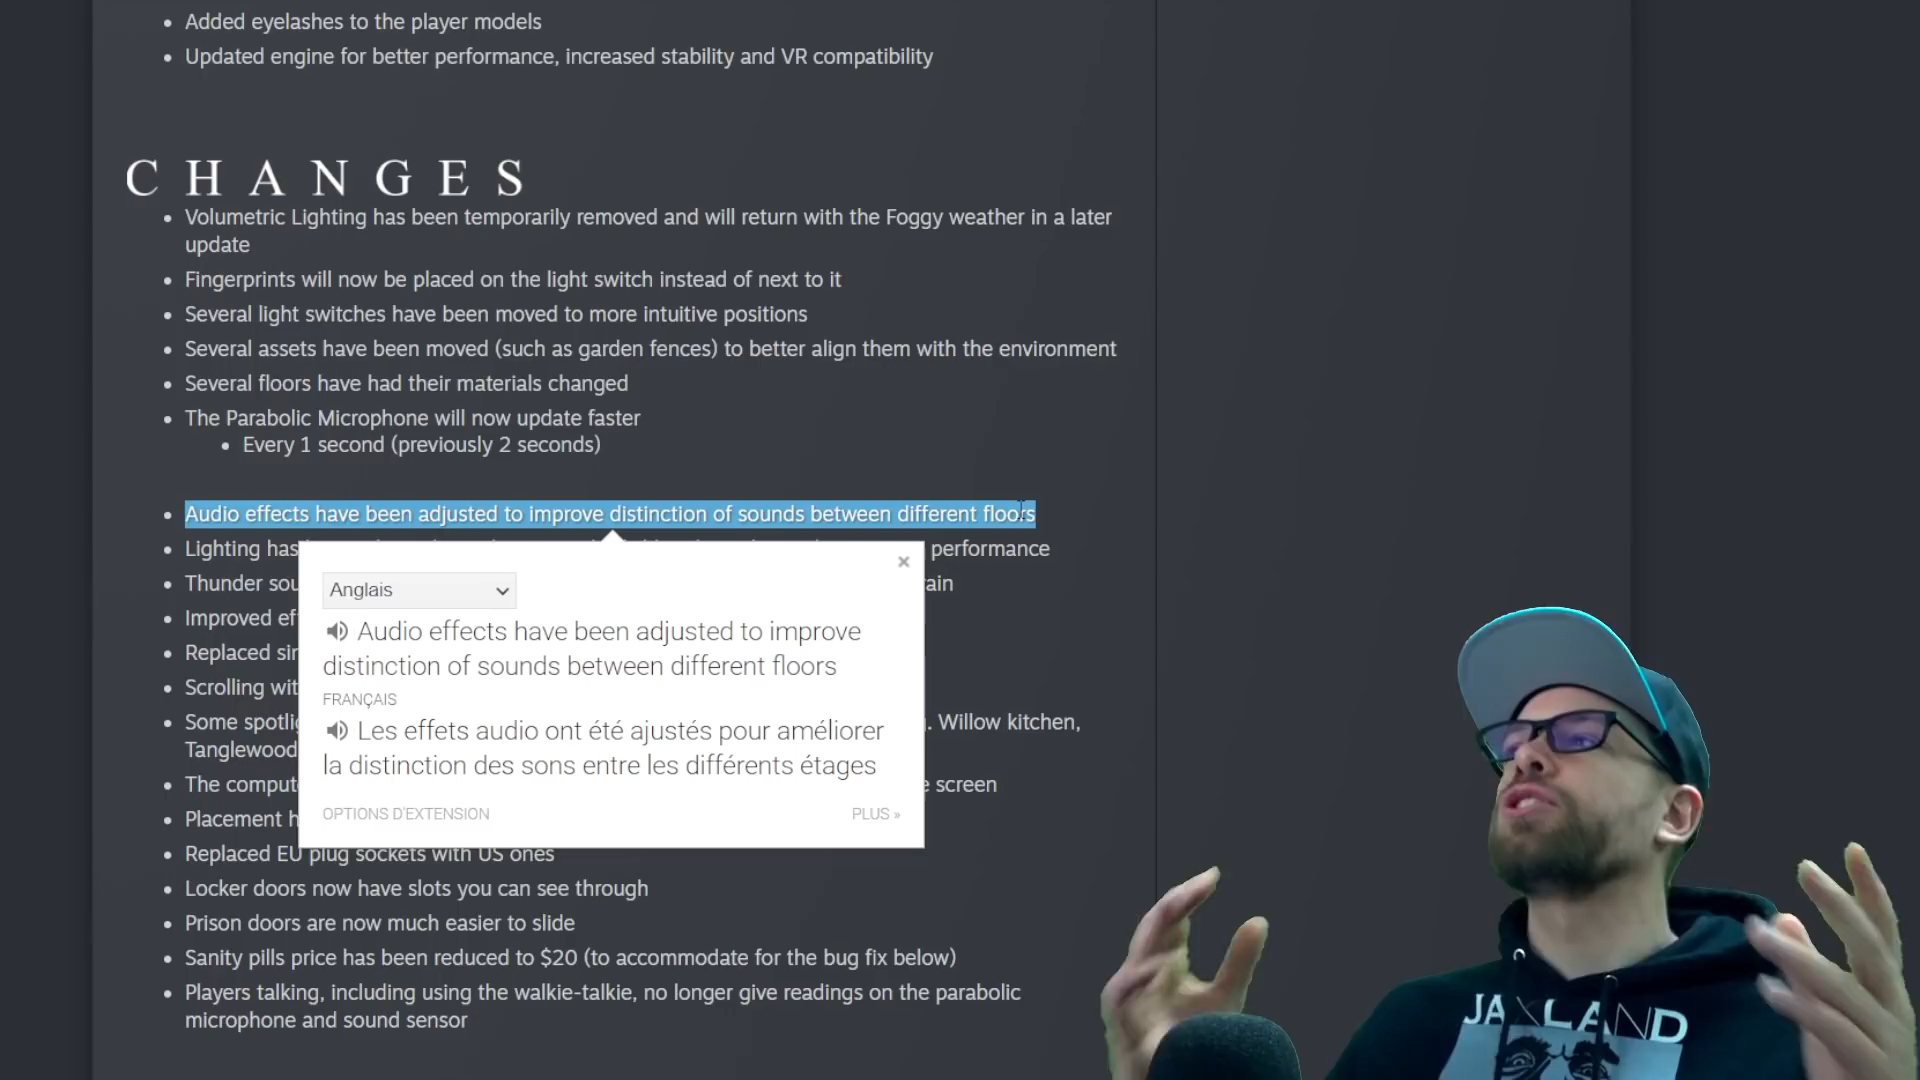 Added eyelashes to the player models
Updated engine for better performance, increased stability and VR compatibility
CHANGES
Volumetric Lighting has been temporarily removed and will return with the Foggy weather in a later
update
Fingerprints will now be placed on the light switch instead of next to it
Several light switches have been moved to more intuitive positions
Several assets have been moved (such as garden fences) to better align them with the environment
Several floors have had their materials changed
The Parabolic Microphone will now update faster
Every 1 second (previously 2 seconds)
Audio effects have been adjusted to improve distinction of sounds between different floors
Lighting has performance
Thunder
Improved
Replaced
Scrolling
Some Willow kitchen,
Tanglewood
The screen
Placement
Anglais
Audio effects have been adjusted to improve
distinction of sounds between different floors
FRANÇAIS
Les effets audio ont été ajustés pour améliorer
la distinction des sons entre les différents étages
OPTIONS D'EXTENSION PLUS »
Replaced EU plug sockets with US ones
Locker doors now have slots you can see through
Prison doors are now much easier to slide
Sanity pills price has been reduced to $20 (to accommodate for the bug fix below)
Players talking, including using the walkie-talkie, no longer give readings on the parabolic
microphone and sound sensor
JAXLAND